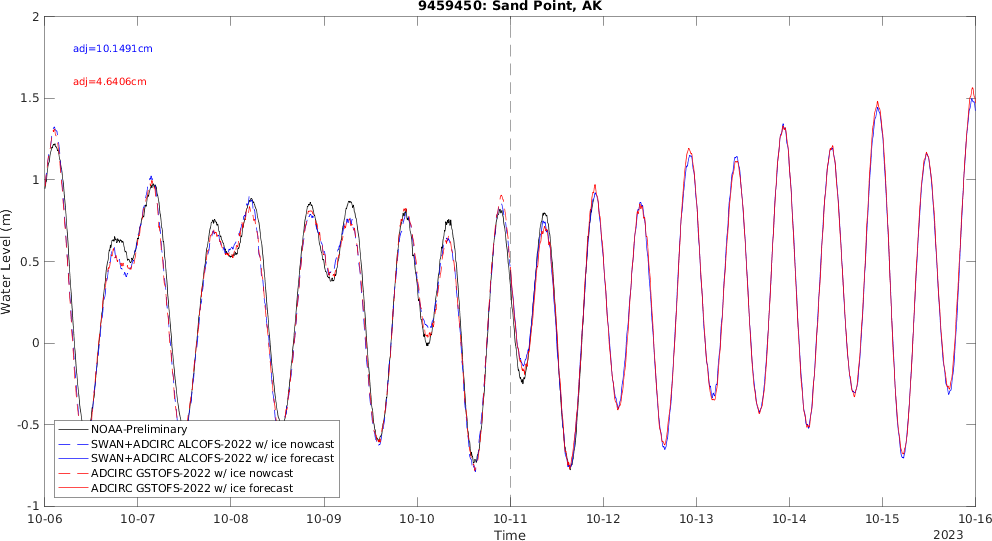 9459450: Sand Point, AK
adj=10.1491cm
adj=4.6406cm
Water Level (m)
2
1.5
1
0.5
0
-0.5
-1
NOAA-Preliminary
SWAN+ADCIRC ALCOFS-2022 w/ ice nowcast
SWAN+ADCIRC ALCOFS-2022 w/ ice forecast
ADCIRC GSTOFS-2022 w/ ice nowcast
ADCIRC GSTOFS-2022 w/ ice forecast
10-06 10-07 10-08 10-09 10-10 10-11 10-12 10-13 10-14 10-15 10-16
Time
2023